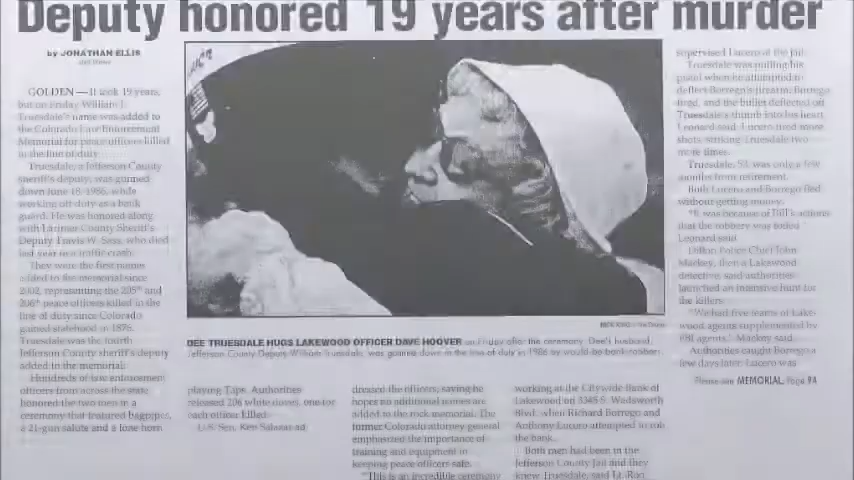 Deputy honored 19 years after murder
by JONATHAN ELLIS
GOLDEN — It took 19 years,
but on Friday William J.
Truesdale's name was added to
the Colorado Law Enforcement
Memorial for peace officers killed
in the line of duty.
Truesdale, a Jefferson County
sheriff's deputy, was gunned
down June 18, 1986, while
working off-duty as a bank
guard. He was honored along
with Larimer County Sheriff's
Deputy Travis W. Sass, who died
last year in a traffic crash.
They were the first names
added to the memorial since
2002, representing the 205th and
206th peace officers killed in the
line of duty since Colorado
gained statehood in 1876.
Truesdale was the fourth
Jefferson County sheriff's deputy
added to the memorial.
Hundreds of law enforcement
officers from across the state
honored the two men in a
ceremony that featured bagpipes,
a 21-gun salute and a lone horn
DEE TRUESDALE HUGS LAKEWOOD OFFICER DAVE HOOVER on Friday after the ceremony. Dee's husband,
Jefferson County Deputy William Truesdale, was gunned down in the line of duty in 1986 by would-be bank robbers.
playing Taps. Authorities
released 206 white doves, one for
each officer killed.
U.S. Sen. Ken Salazar
the officers, saying he
hopes no additional names are
added to the rock memorial. The
former Colorado attorney general
emphasized the importance of
training and equipment in
keeping peace officers safe.
"This is an incredible ceremony
working at the Citywide Bank of
Lakewood on 3345 S. Wadsworth
Blvd. when Richard Borrego and
Anthony Lucero attempted to rob
the bank.
Both men had been in the
Jefferson County Jail and they
knew Truesdale, said Lt.
supervised Lucero at the jail.
Truesdale was pulling his
pistol when he attempted to
deflect Borrego's firearm. Borrego
fired, and the bullet deflected off
Truesdale's thumb into his heart,
Leonard said. Lucero fired more
shots, striking Truesdale two
more times.
Truesdale, 53, was only a few
months from retirement.
Both Lucero and Borrego fled
without getting money.
"It was because of Bill's actions
that the robbery was foiled,"
Leonard said.
Dillon Police Chief John
Mackey, then a Lakewood
detective, said authorities
launched an intensive hunt for
the killers.
"We had five teams of Lake-
wood agents supplemented by
FBI agents," Mackey said.
Authorities caught Borrego a
few days later. Lucero was
Please see MEMORIAL, Page 9A